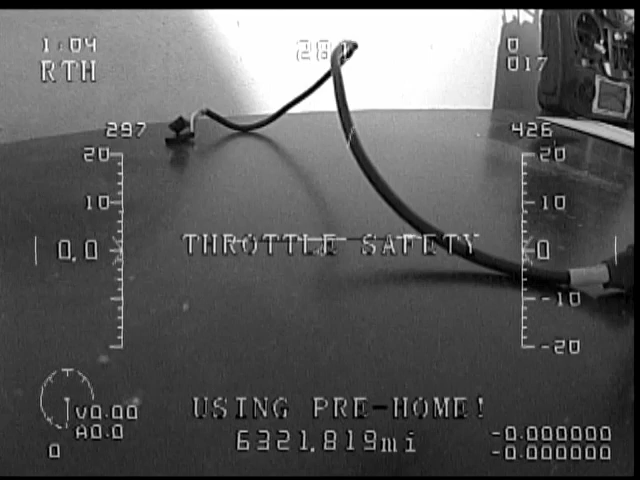 1:04
281
0
RTH
017
297
426
20
20
10
10
0.0
THROTTLE SAFETY
0
-10
-20
USING PRE-HOME!
V0.00
A0.0
6321.819mi
-0.000000
0
-0.000000